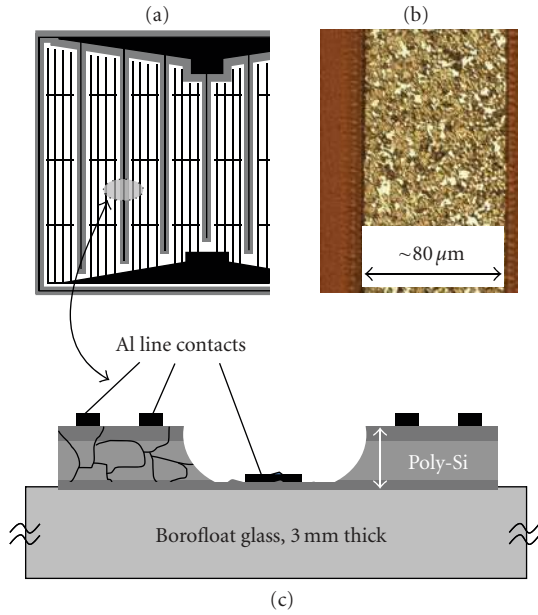 (a)
(b)
~80 μm
Al line contacts
Poly-Si
Borofloat glass, 3 mm thick
(c)